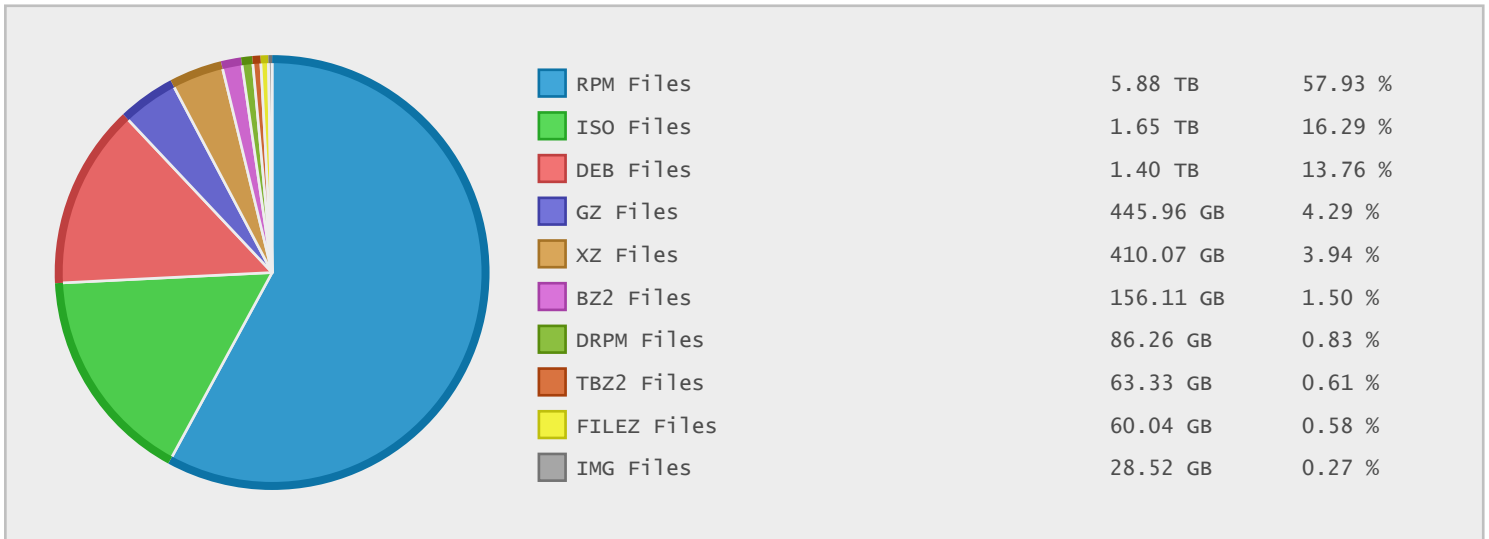 RPM Files 5.88 TB 57.93 %
ISO Files 1.65 TB 16.29 %
DEB Files 1.40 TB 13.76 %
GZ Files 445.96 GB 4.29 %
XZ Files 410.07 GB 3.94 %
BZ2 Files 156.11 GB 1.50 %
DRPM Files 86.26 GB 0.83 %
TBZ2 Files 63.33 GB 0.61 %
FILEZ Files 60.04 GB 0.58 %
IMG Files 28.52 GB 0.27 %